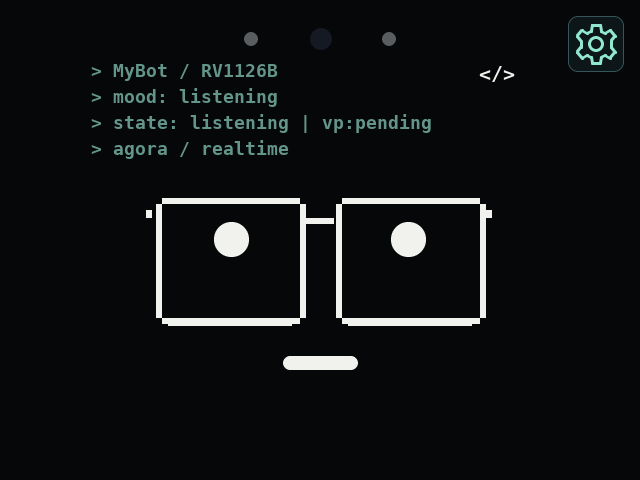 > MyBot / RV1126B
</>
> mood: listening
> state: listening | vp:pending
> agora / realtime